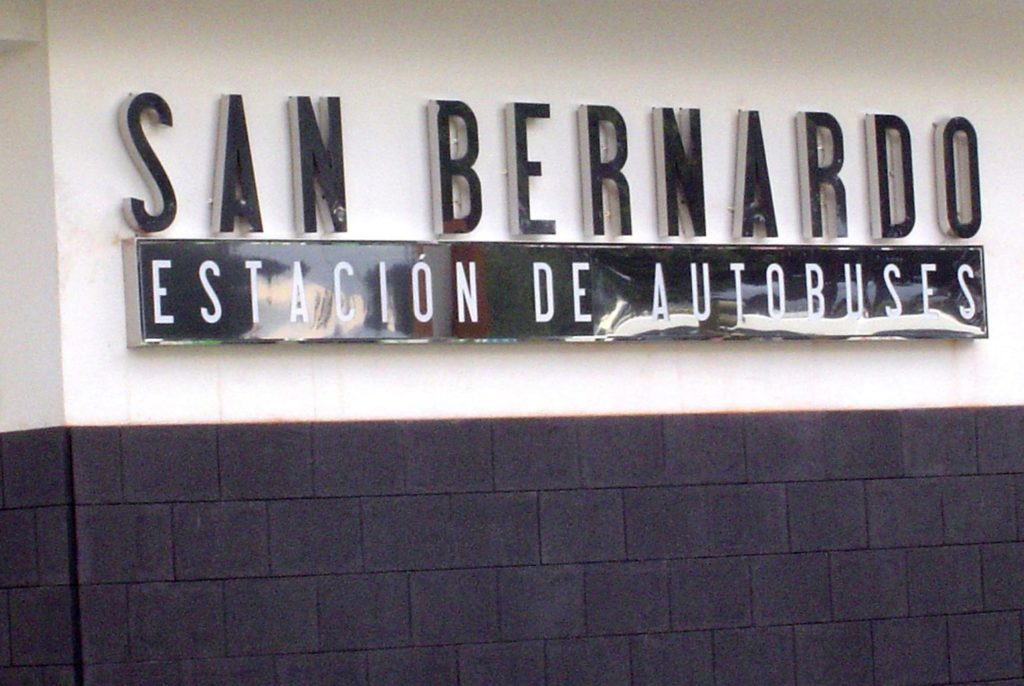 SAN BERNARDO
ESTACIÓN DE AUTOBUSES